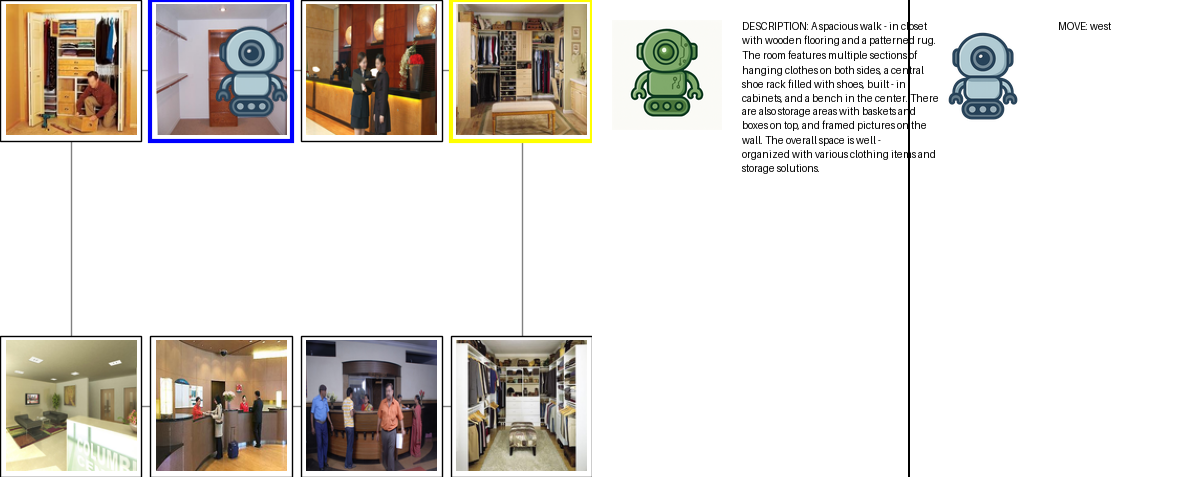 DESCRIPTION: A spacious walk - in closet
with wooden flooring and a patterned rug.
The room features multiple sections of
hanging clothes on both sides, a central
shoe rack filled with shoes, built - in
cabinets, and a bench in the center. There
are also storage areas with baskets and
boxes on top, and framed pictures on the
wall. The overall space is well -
organized with various clothing items and
storage solutions.
MOVE: west